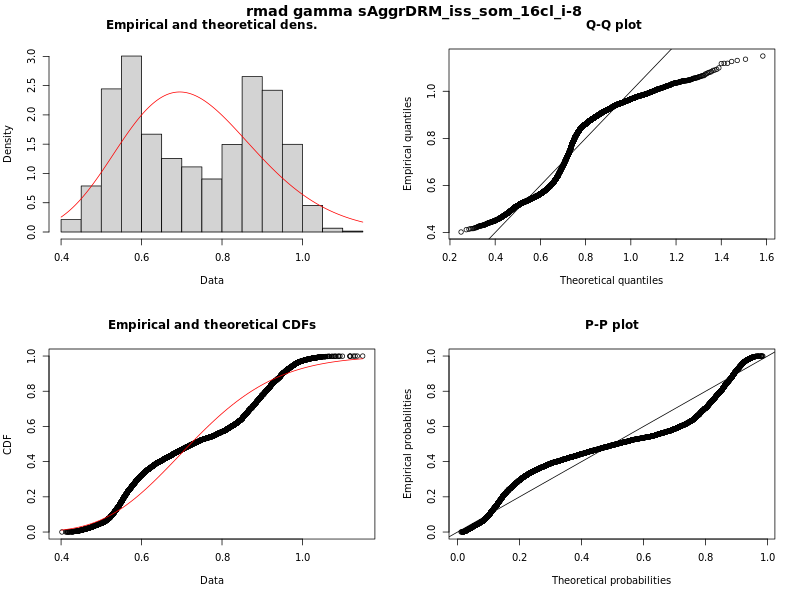 rmad gamma sAggrDRM_iss_som_16cl_i-8
Empirical and theoretical dens.
Density
0.0 0.5 1.0 1.5 2.0 2.5 3.0
0.4 0.6 0.8 1.0
Data
Q-Q plot
Empirical quantiles
0.4 0.6 0.8 1.0
0.2 0.4 0.6 0.8 1.0 1.2 1.4 1.6
Theoretical quantiles
Empirical and theoretical CDFs
CDF
0.0 0.2 0.4 0.6 0.8 1.0
0.4 0.6 0.8 1.0
Data
P-P plot
Empirical probabilities
0.0 0.2 0.4 0.6 0.8 1.0
0.0 0.2 0.4 0.6 0.8 1.0
Theoretical probabilities